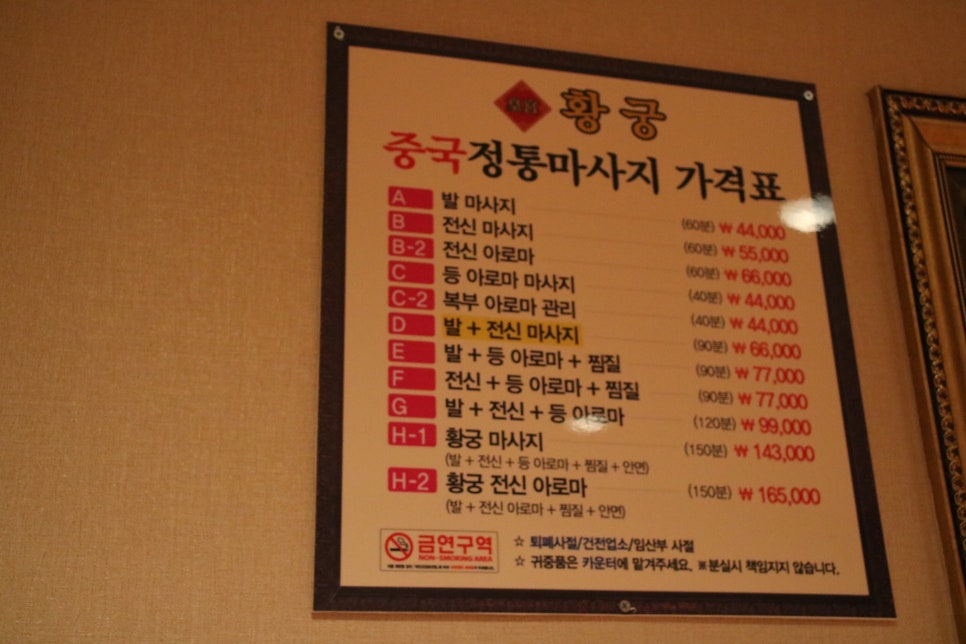 황궁
중국정통마사지 가격표
A 발 마사지 (60분) ₩ 44,000
B 전신 마사지 (60분) ₩ 55,000
B-2 전신 아로마 (60분) ₩ 66,000
C 등 아로마 마사지 (40분) ₩ 44,000
C-2 복부 아로마 관리 (40분) ₩ 44,000
D 발 + 전신 마사지 (90분) ₩ 66,000
E 발 + 등 아로마 + 찜질 (90분) ₩ 77,000
F 전신 + 등 아로마 + 찜질 (90분) ₩ 77,000
G 발 + 전신 + 등 아로마 (120분) ₩ 99,000
H-1 황궁 마사지 (150분) ₩ 143,000
(발 + 전신 + 등 아로마 + 찜질 + 안면)
H-2 황궁 전신 아로마 (150분) ₩ 165,000
(발 + 전신 아로마 + 찜질 + 안면)
금연구역
NON-SMOKING AREA
☆ 퇴폐사절/건전업소/임산부 사절
☆ 귀중품은 카운터에 맡겨주세요. ※분실시 책임지지 않습니다.